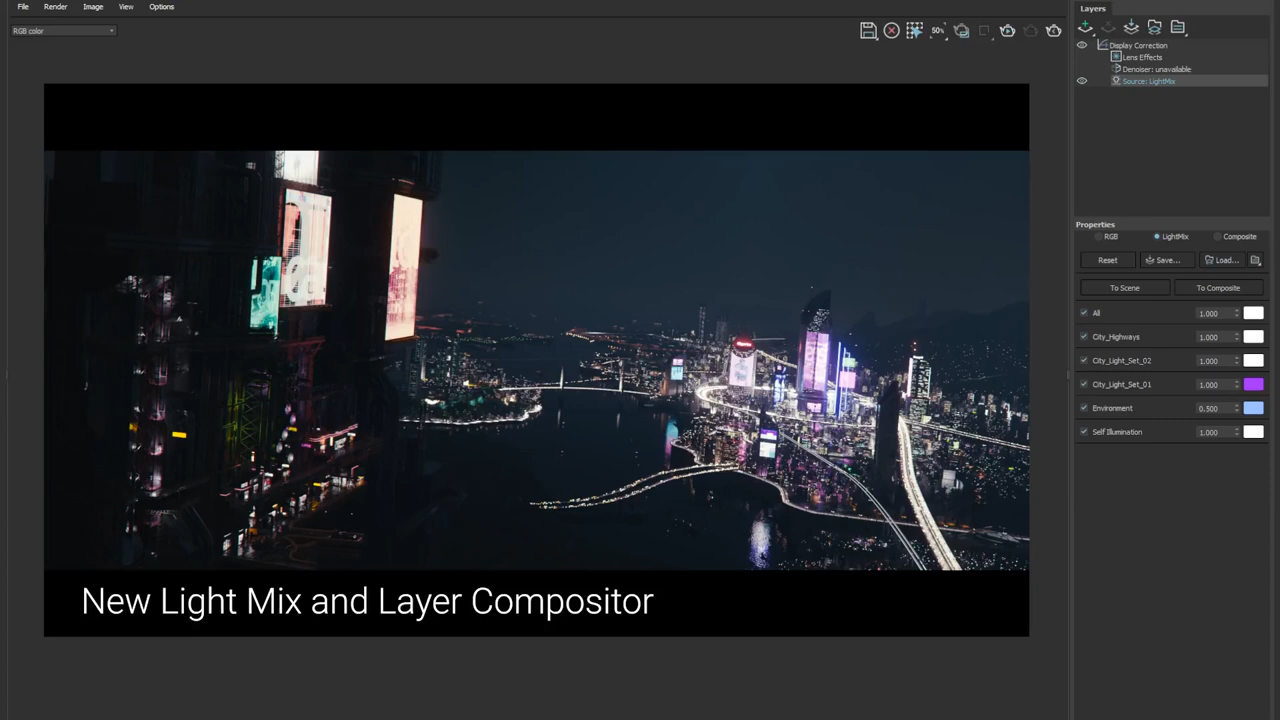 File Render Image View Options
RGB color
50%
Layers
Display Correction
Lens Effects
Denoiser: unavailable
Source: LightMix
Properties
RGB LightMix Composite
Reset Save... Load...
To Scene To Composite
All 1.000
City_Highways 1.000
City_Light_Set_02 1.000
City_Light_Set_01 1.000
Environment 0.500
Self Illumination 1.000
New Light Mix and Layer Compositor